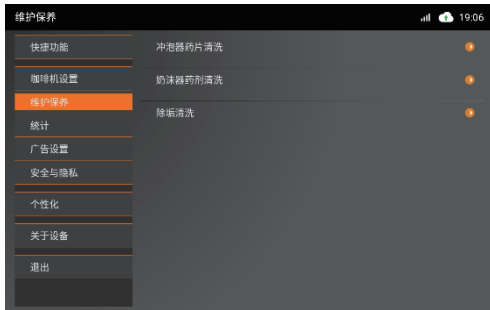 维护保养 19:06
快捷功能
咖啡机设置
维护保养
统计
广告设置
安全与隐私
个性化
关于设备
退出
冲泡器药片清洗
奶沫器药剂清洗
除垢清洗